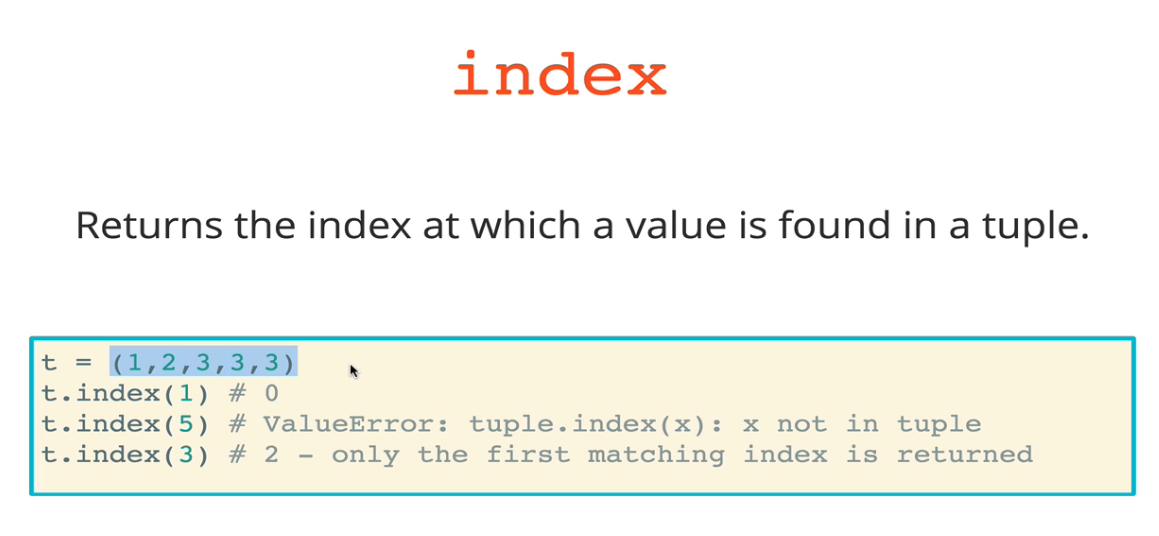 index
Returns the index at which a value is found in a tuple.
t = (1,2,3,3,3)
t.index(1) # 0
t.index(5) # ValueError: tuple.index(x): x not in tuple
t.index(3) # 2 – only the first matching index is returned